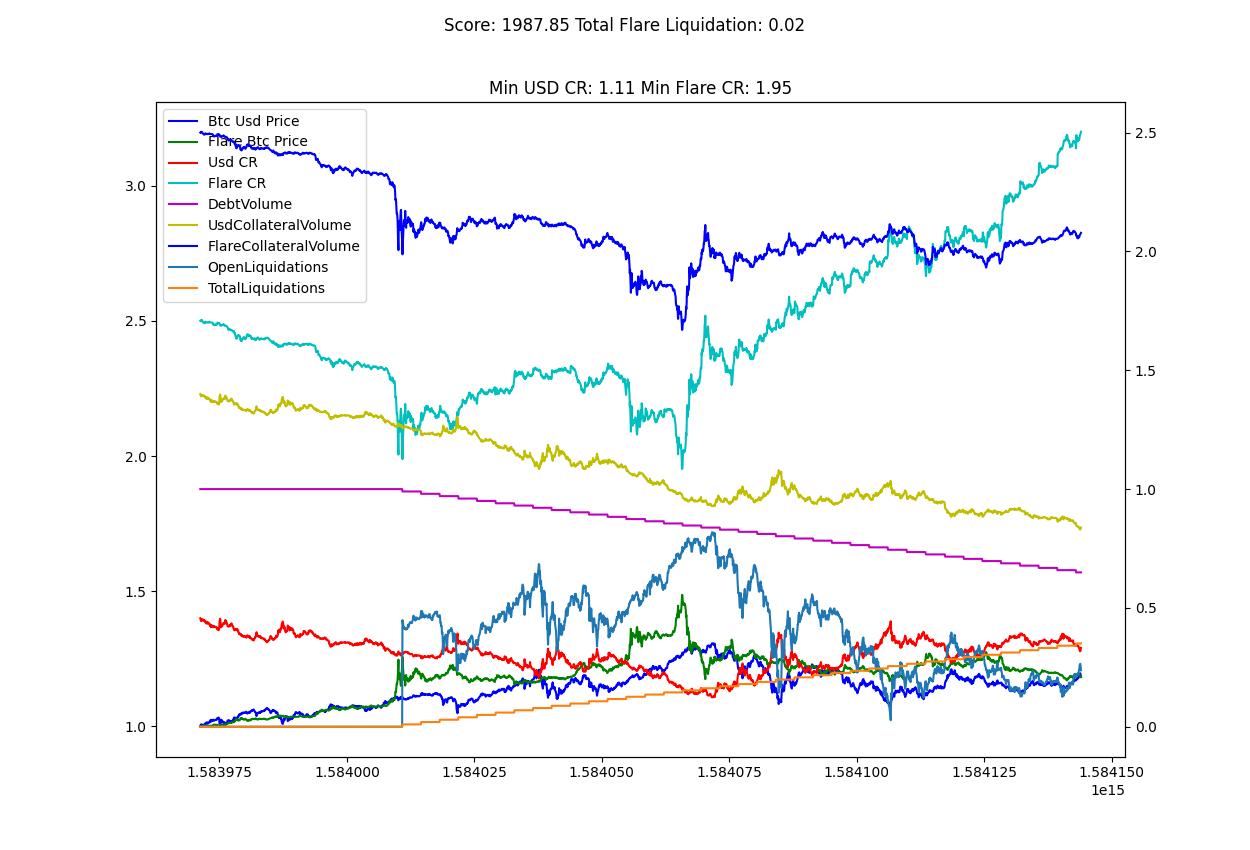 Score: 1987.85 Total Flare Liquidation: 0.02
Min USD CR: 1.11 Min Flare CR: 1.95
Btc Usd Price
Flare Btc Price
Usd CR
Flare CR
DebtVolume
UsdCollateralVolume
FlareCollateralVolume
OpenLiquidations
TotalLiquidations
3.0
2.5
2.0
1.5
1.0
2.5
2.0
1.5
1.0
0.5
0.0
1.583975 1.584000 1.584025 1.584050 1.584075 1.584100 1.584125 1.584150
1e15